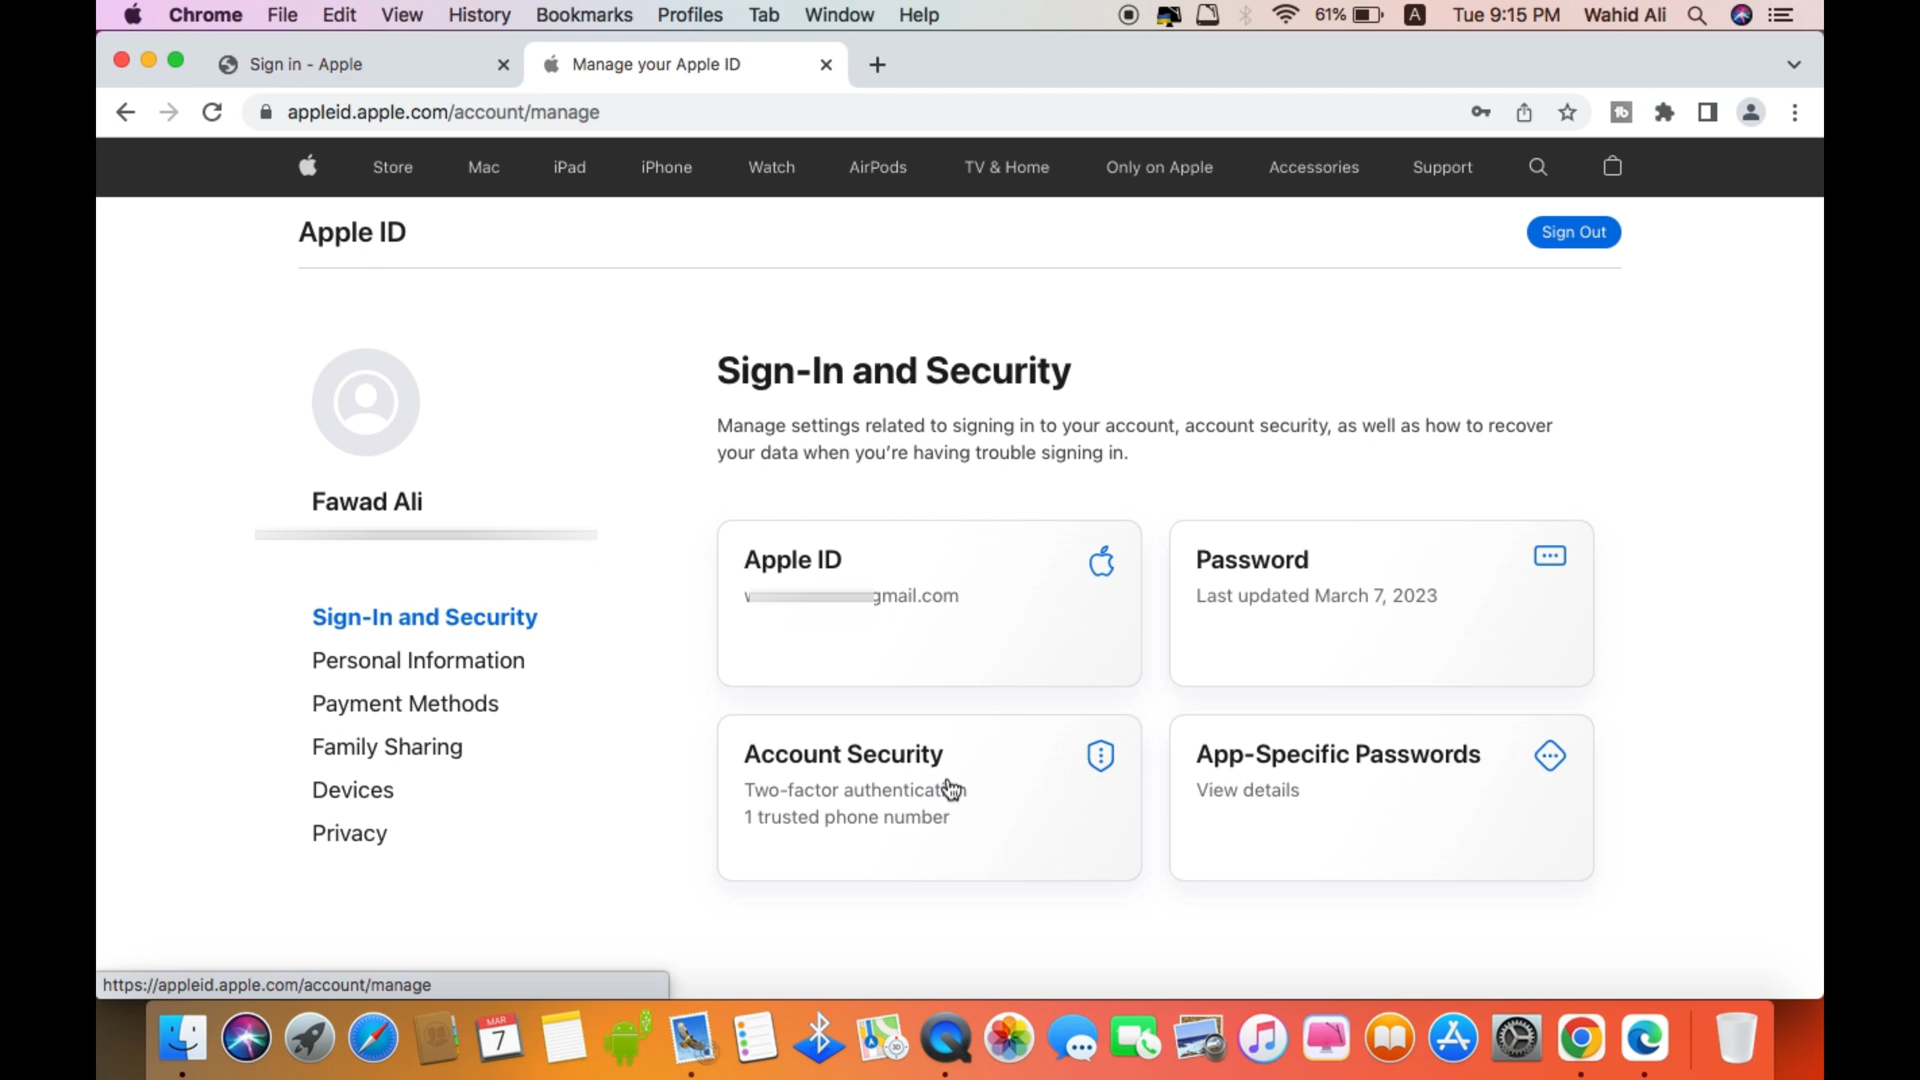 Chrome File Edit View History Bookmarks Profiles Tab Window Help 61% A Tue 9:15 PM Wahid Ali
Sign in - Apple Manage your Apple ID
appleid.apple.com/account/manage
Store Mac iPad iPhone Watch AirPods TV & Home Only on Apple Accessories Support
Apple ID Sign Out
Sign-In and Security
Manage settings related to signing in to your account, account security, as well as how to recover
your data when you're having trouble signing in.
Fawad Ali
Sign-In and Security
Personal Information
Payment Methods
Family Sharing
Devices
Privacy
Apple ID
gmail.com
Password
Last updated March 7, 2023
Account Security
Two-factor authentication
1 trusted phone number
App-Specific Passwords
View details
https://appleid.apple.com/account/manage
MAR
7